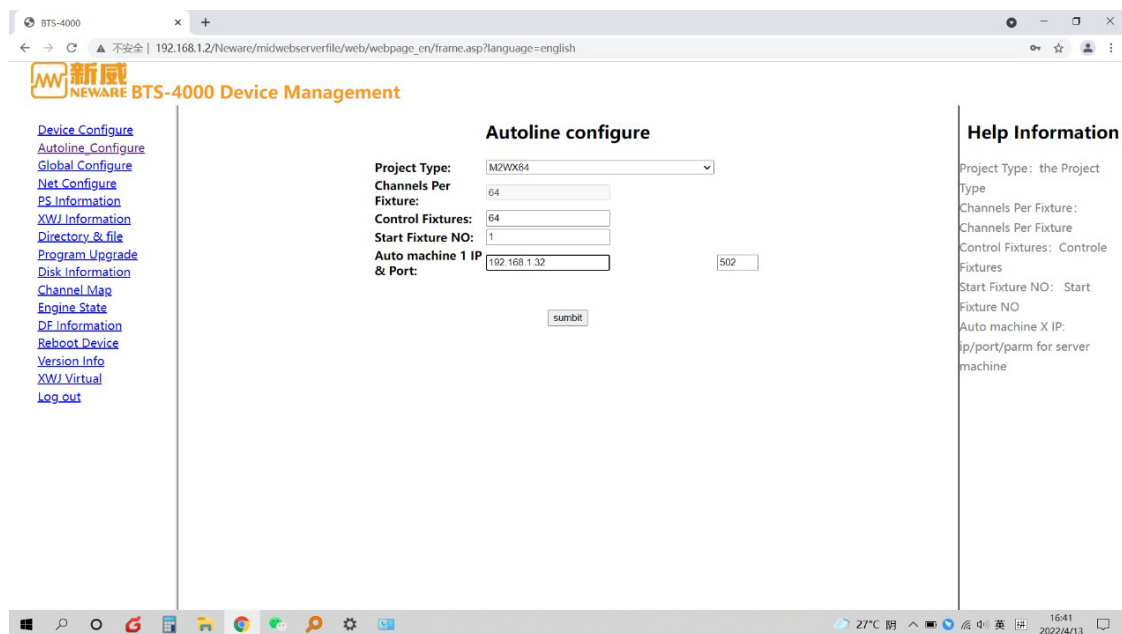 BTS-4000
不安全 | 192.168.1.2/Neware/midwebserverfile/web/webpage_en/frame.asp?language=english
新威
NEWARE BTS-4000 Device Management
Device Configure
Autoline_Configure
Global Configure
Net Configure
PS Information
XWJ Information
Directory & file
Program Upgrade
Disk Information
Channel Map
Engine State
DF Information
Reboot Device
Version Info
XWJ Virtual
Log out
Autoline configure
Project Type: M2WX64
Channels Per
Fixture: 64
Control Fixtures: 64
Start Fixture NO: 1
Auto machine 1 IP
& Port: 192.168.1.32 502
sumbit
Help Information
Project Type：the Project
Type
Channels Per Fixture：
Channels Per Fixture
Control Fixtures：Controle
Fixtures
Start Fixture NO： Start
Fixture NO
Auto machine X IP:
ip/port/parm for server
machine
27°C 阴 英 拼 16:41
2022/4/13